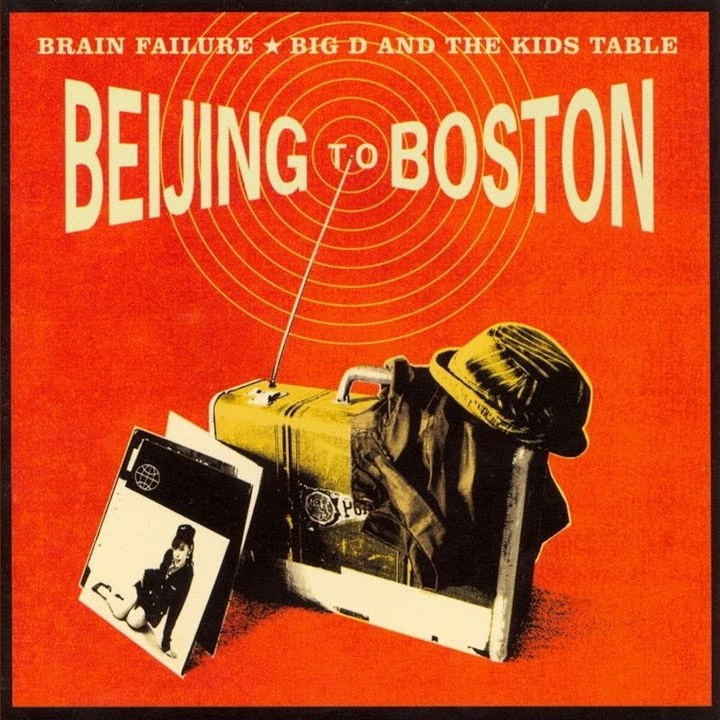 BRAIN FAILURE ★ BIG D AND THE KIDS TABLE
BEIJING TO BOSTON